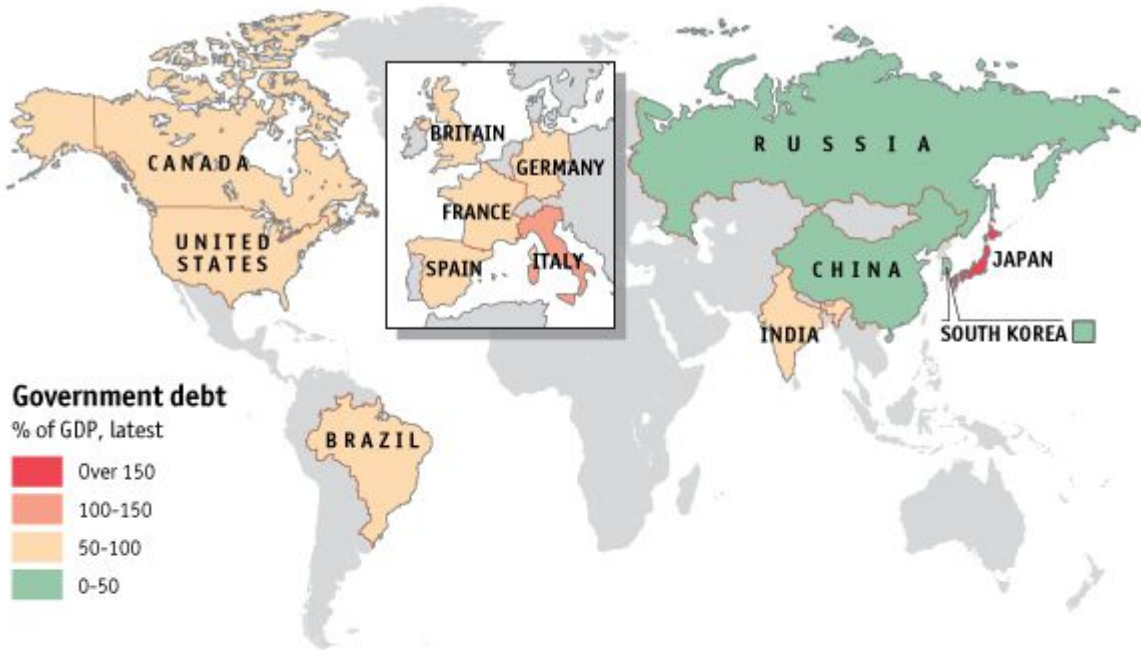 CANADA
UNITED
STATES
BRITAIN
GERMANY
FRANCE
SPAIN
ITALY
RUSSIA
CHINA
JAPAN
SOUTH KOREA
INDIA
BRAZIL
Government debt
% of GDP, latest
Over 150
100-150
50-100
0-50